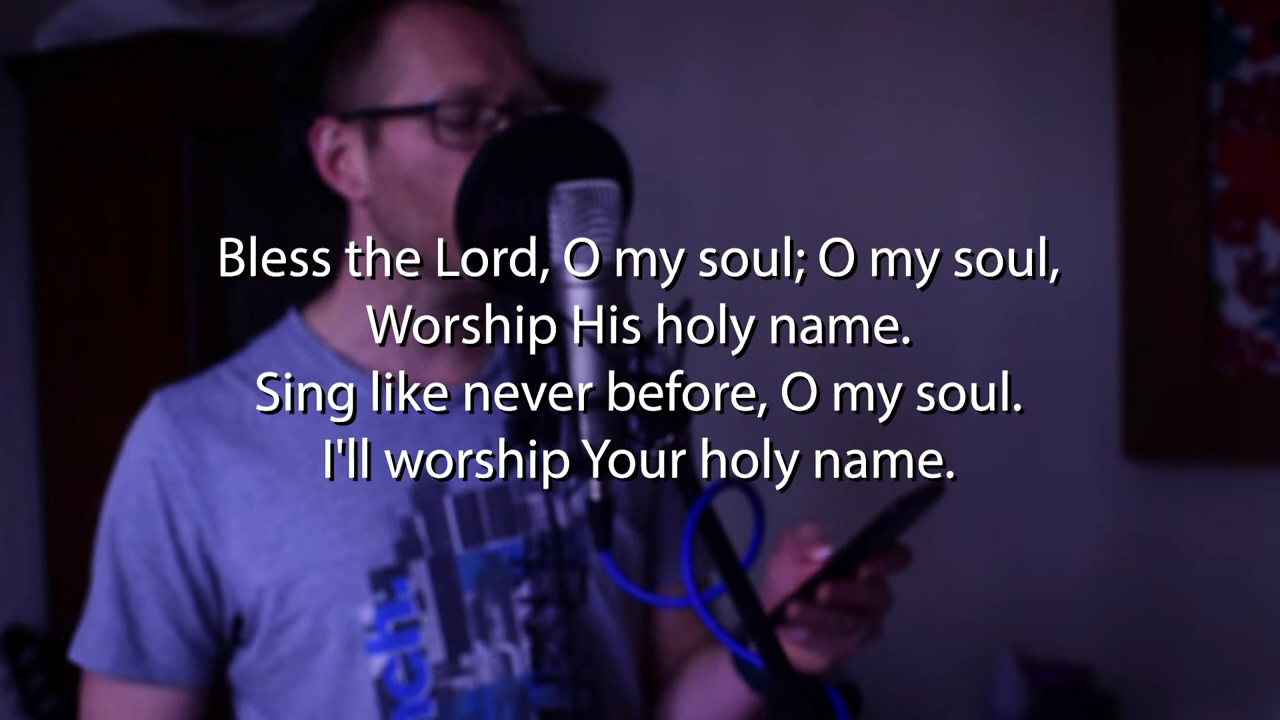 Bless the Lord, O my soul; O my soul,
Worship His holy name.
Sing like never before, O my soul.
I'll worship Your holy name.
nch.